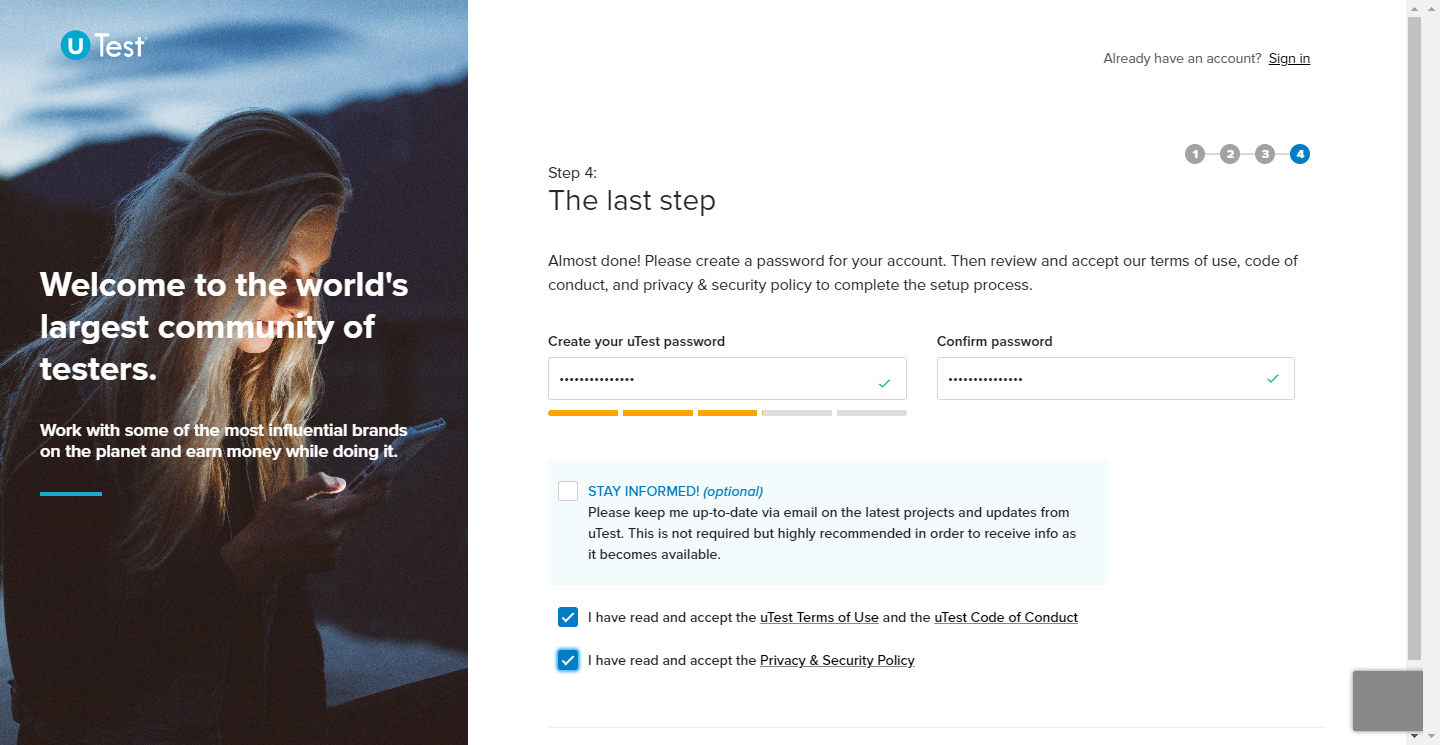 uTest
Already have an account? Sign in
1 2 3 4
Step 4:
The last step
Almost done! Please create a password for your account. Then review and accept our terms of use, code of
conduct, and privacy & security policy to complete the setup process.
Welcome to the world's
largest community of
testers.
Work with some of the most influential brands
on the planet and earn money while doing it.
Create your uTest password
Confirm password
•••••••••••••••
•••••••••••••••
STAY INFORMED! (optional)
Please keep me up-to-date via email on the latest projects and updates from
uTest. This is not required but highly recommended in order to receive info as
it becomes available.
I have read and accept the uTest Terms of Use and the uTest Code of Conduct
I have read and accept the Privacy & Security Policy